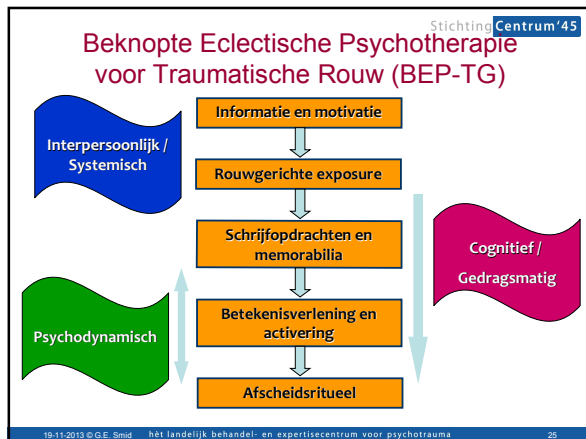 Stichting Centrum'45
Beknopte Eclectische Psychotherapie
voor Traumatische Rouw (BEP-TG)
Informatie en motivatie
Interpersoonlijk /
Systemisch
Rouwgerichte exposure
Schrijfopdrachten en
memorabilia
Cognitief /
Gedragsmatig
Betekenisverlening en
activering
Psychodynamisch
Afscheidsritueel
19-11-2013 © G.E. Smid hèt landelijk behandel- en expertisecentrum voor psychotrauma 25